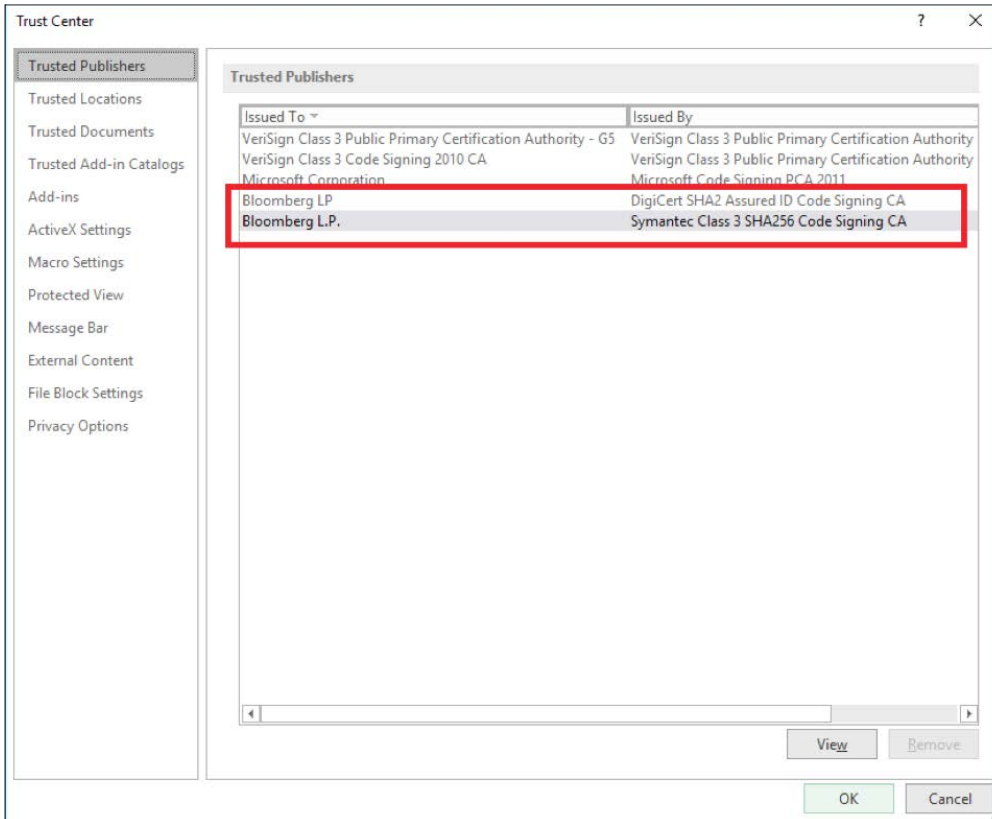 Trust Center
?
Trusted Publishers
Trusted Locations
Trusted Documents
Trusted Add-in Catalogs
Add-ins
ActiveX Settings
Macro Settings
Protected View
Message Bar
External Content
File Block Settings
Privacy Options
Trusted Publishers
Issued To Issued By
VeriSign Class 3 Public Primary Certification Authority - G5 VeriSign Class 3 Public Primary Certification Authority
VeriSign Class 3 Code Signing 2010 CA VeriSign Class 3 Public Primary Certification Authority
Microsoft Corporation Microsoft Code Signing PCA 2011
Bloomberg LP DigiCert SHA2 Assured ID Code Signing CA
Bloomberg L.P. Symantec Class 3 SHA256 Code Signing CA
View Remove
OK Cancel